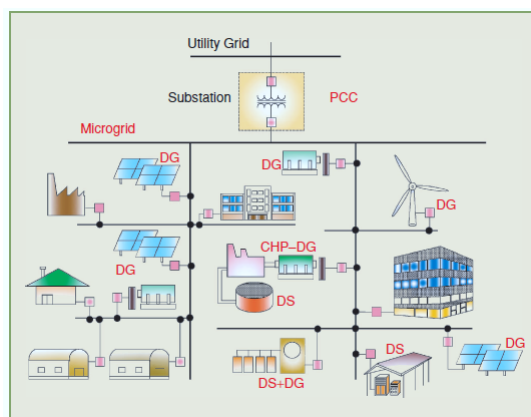 Utility Grid
Substation
PCC
Microgrid
DG
DG
DG
DG
CHP–DG
DS
DS
DG
DS+DG